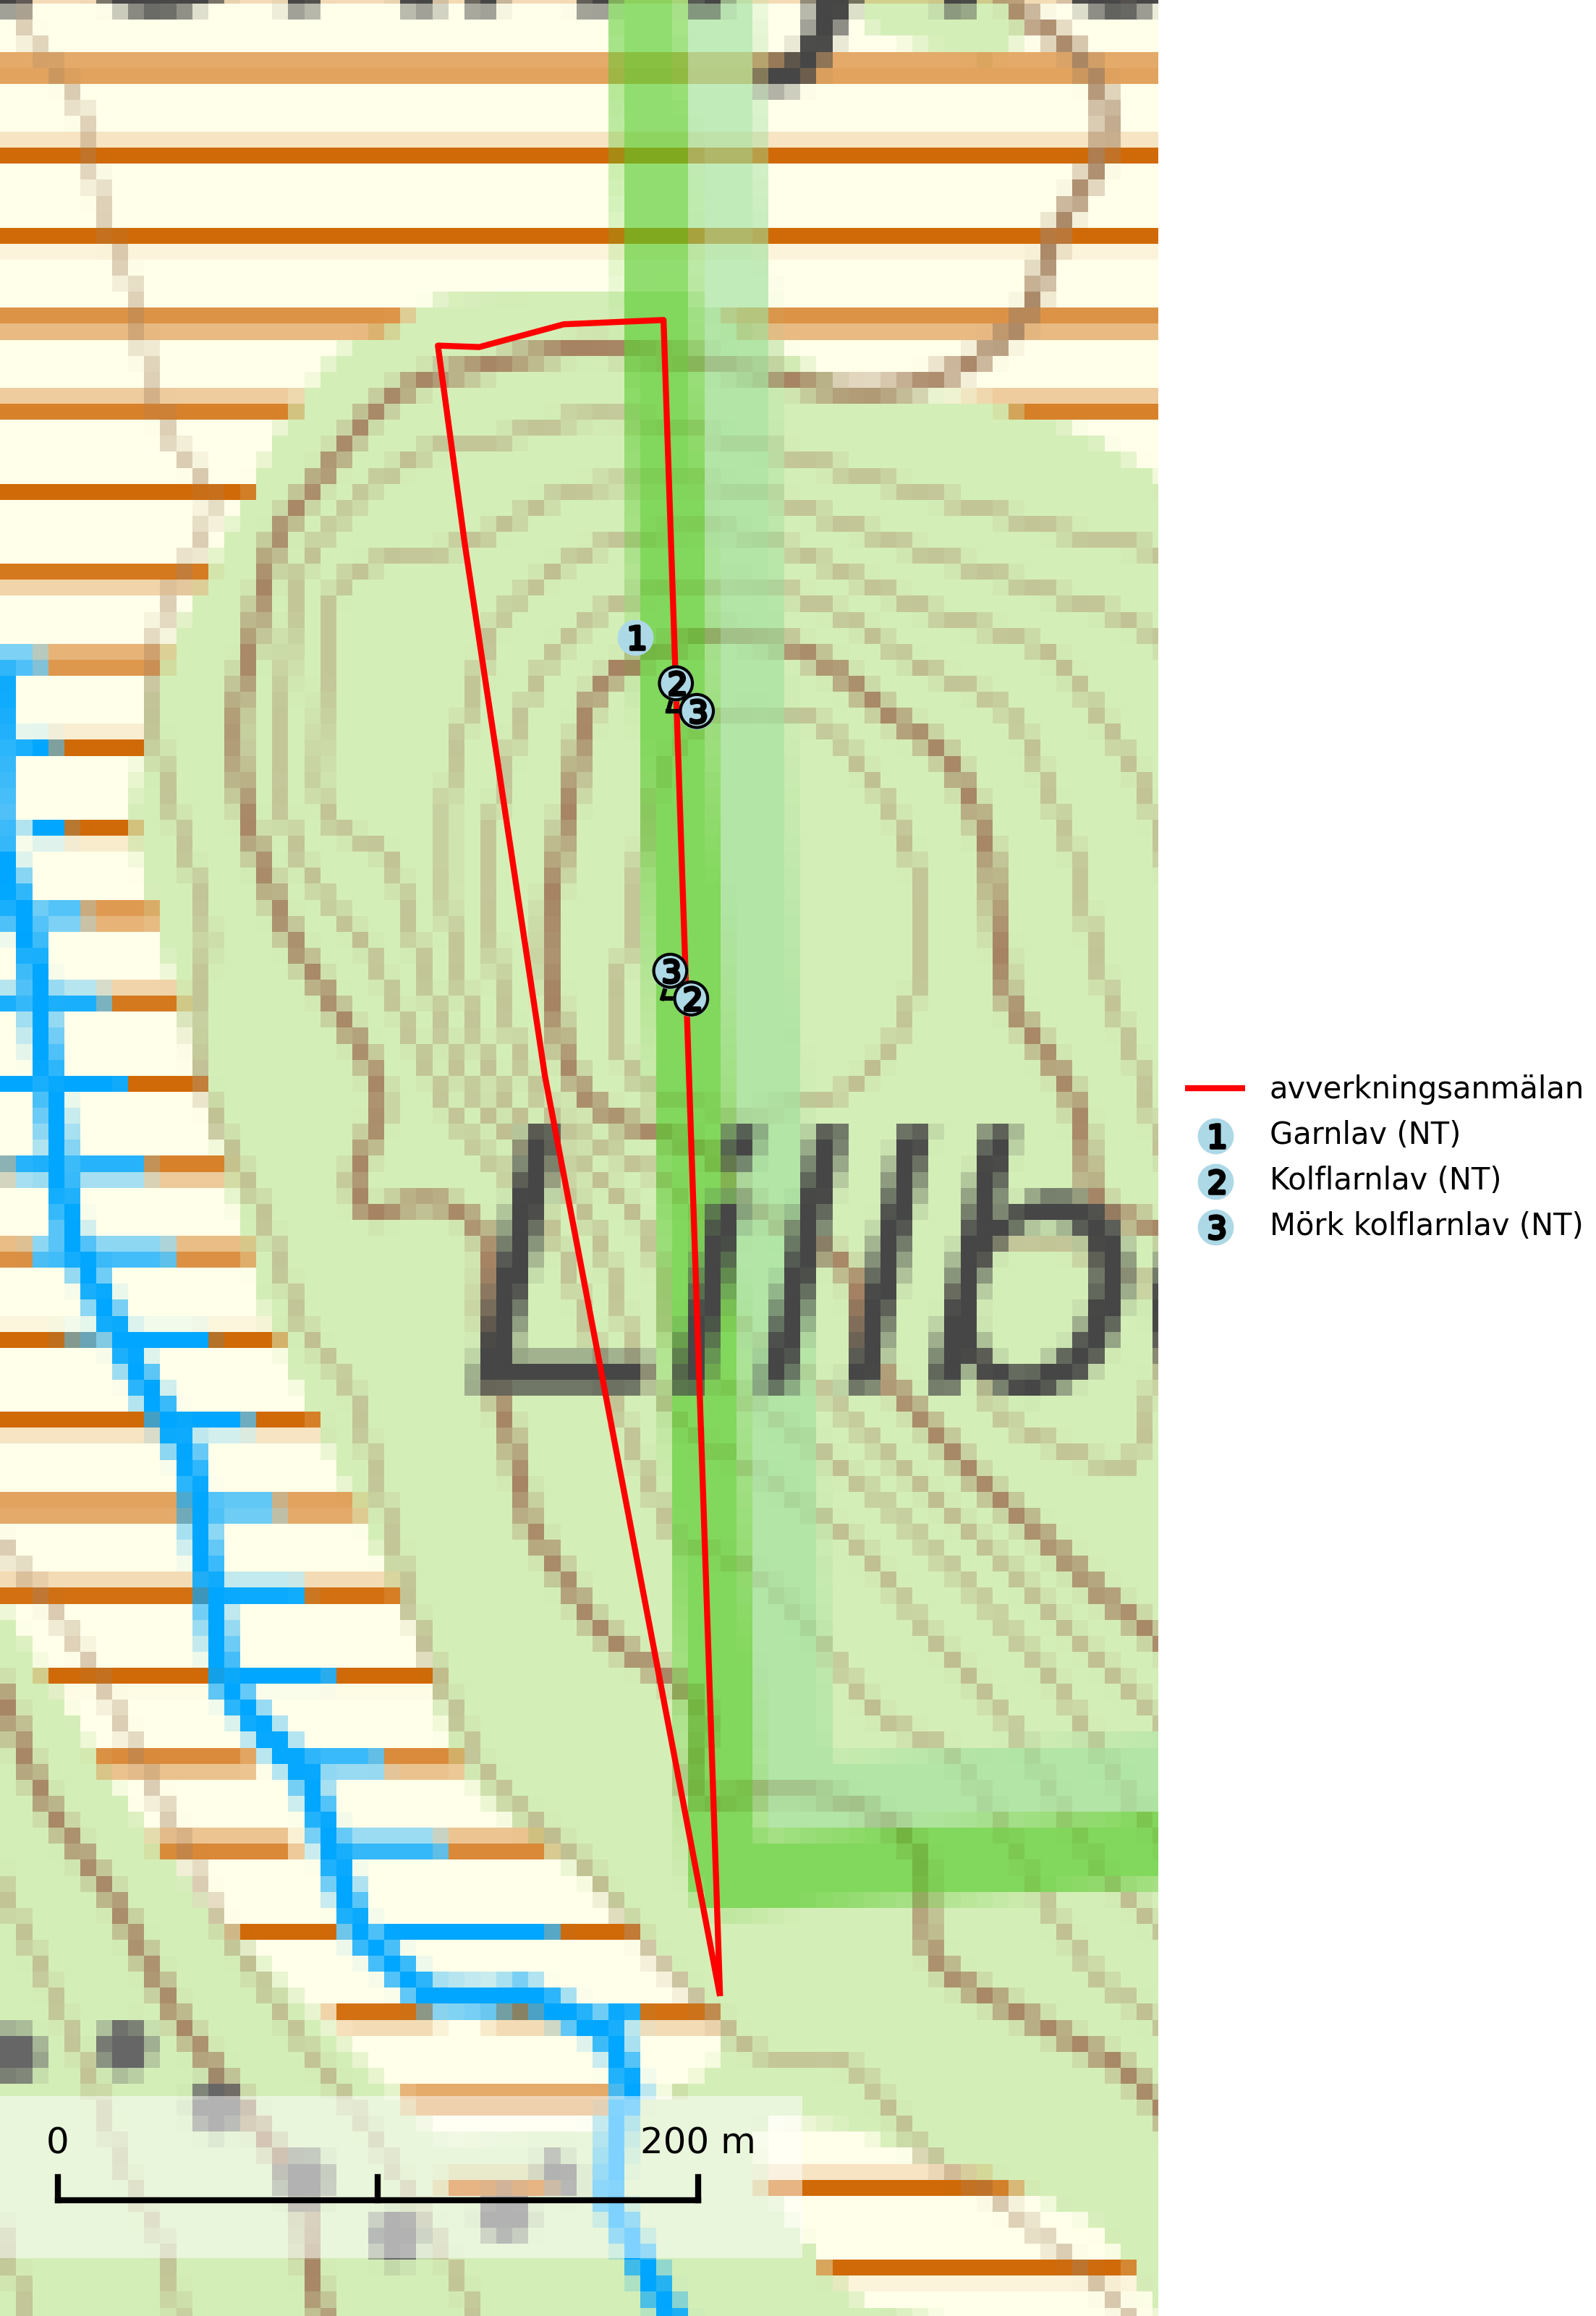 1
2
3
3
2
Lillb
avverkningsanmälan
1 Garnlav (NT)
2 Kolflarnlav (NT)
3 Mörk kolflarnlav (NT)
0 200 m